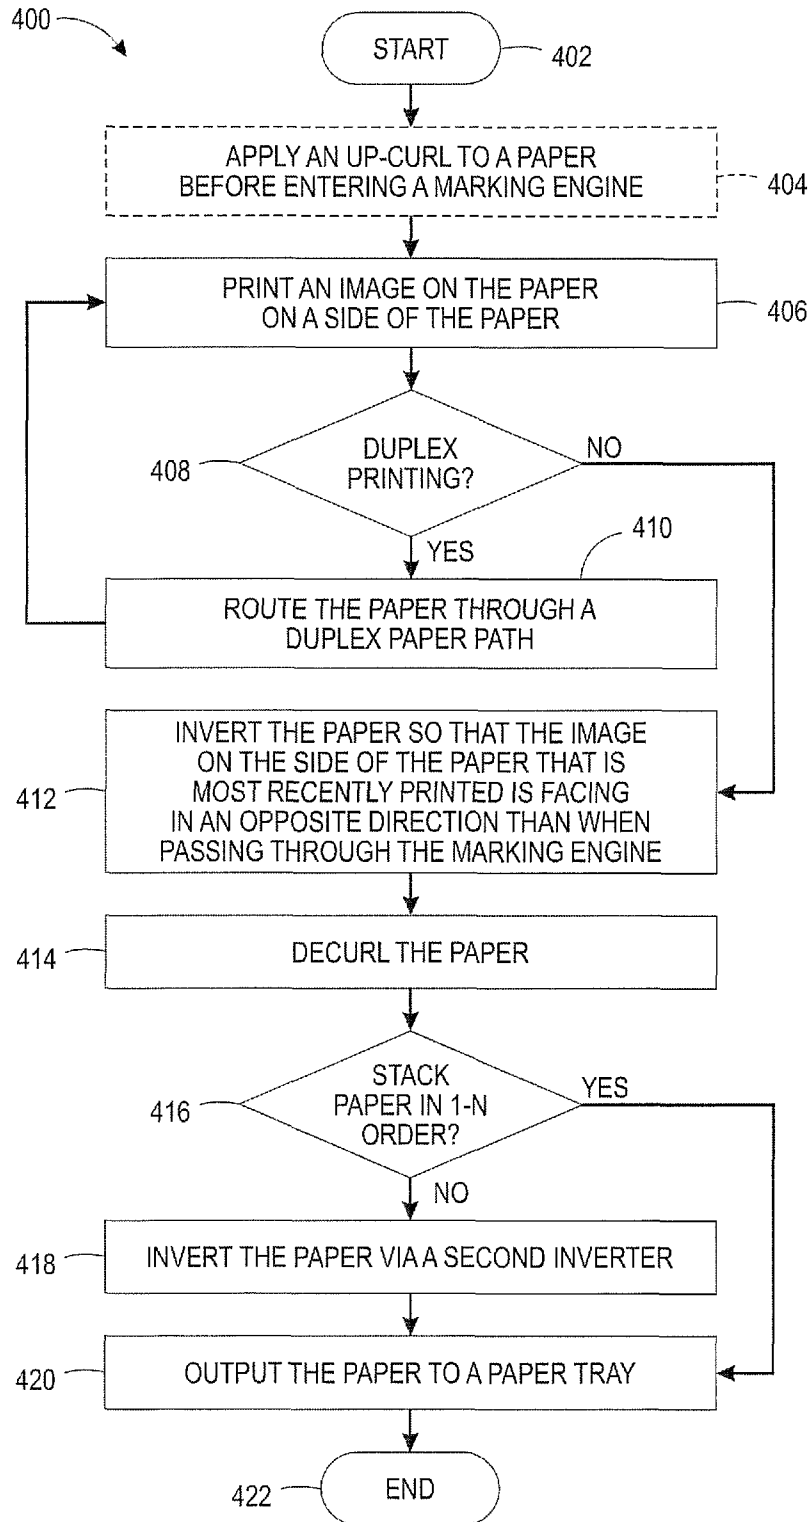 400
START
402
APPLY AN UP-CURL TO A PAPER
BEFORE ENTERING A MARKING ENGINE
404
PRINT AN IMAGE ON THE PAPER
ON A SIDE OF THE PAPER
406
408
DUPLEX
PRINTING?
NO
YES
410
ROUTE THE PAPER THROUGH A
DUPLEX PAPER PATH
412
INVERT THE PAPER SO THAT THE IMAGE
ON THE SIDE OF THE PAPER THAT IS
MOST RECENTLY PRINTED IS FACING
IN AN OPPOSITE DIRECTION THAN WHEN
PASSING THROUGH THE MARKING ENGINE
414
DECURL THE PAPER
416
STACK
PAPER IN 1-N
ORDER?
YES
NO
418
INVERT THE PAPER VIA A SECOND INVERTER
420
OUTPUT THE PAPER TO A PAPER TRAY
422
END